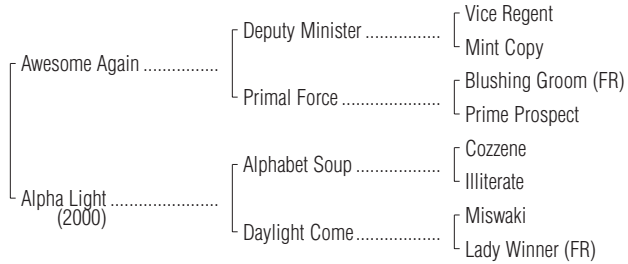 Vice Regent
Deputy Minister ..................
Mint Copy
Awesome Again ...............
Blushing Groom (FR)
Primal Force ....................
Prime Prospect
Cozzene
Alphabet Soup .................
Illiterate
Alpha Light ......................
(2000)
Miswaki
Daylight Come .................
Lady Winner (FR)